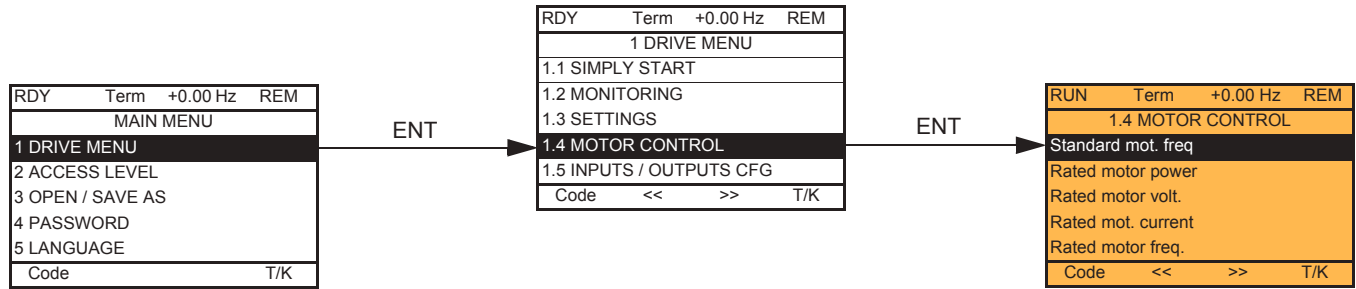 RDY Term +0.00 Hz REM
MAIN MENU
1 DRIVE MENU
2 ACCESS LEVEL
3 OPEN / SAVE AS
4 PASSWORD
5 LANGUAGE
Code T/K
ENT
RDY Term +0.00 Hz REM
1 DRIVE MENU
1.1 SIMPLY START
1.2 MONITORING
1.3 SETTINGS
1.4 MOTOR CONTROL
1.5 INPUTS / OUTPUTS CFG
Code << >> T/K
ENT
RUN Term +0.00 Hz REM
1.4 MOTOR CONTROL
Standard mot. freq
Rated motor power
Rated motor volt.
Rated mot. current
Rated motor freq.
Code << >> T/K